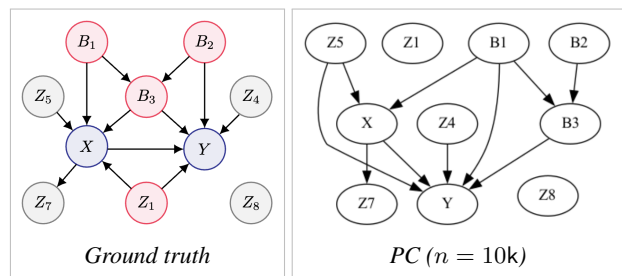 B₁ B₂
Z₅ B₃ Z₄
X Y
Z₇ Z₁ Z₈
Ground truth
Z5 Z1 B1 B2
X Z4 B3
Z7 Y Z8
PC (n = 10k)